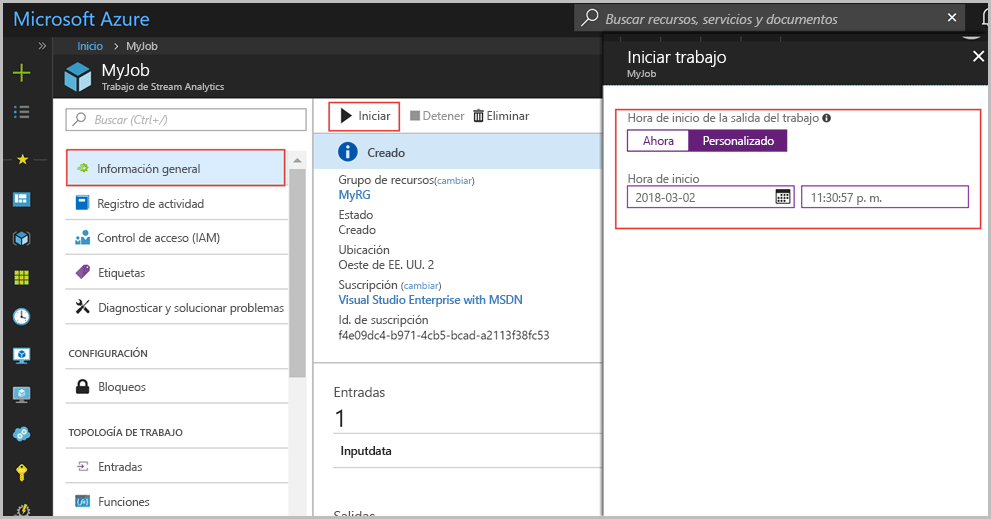 Microsoft Azure
Buscar recursos, servicios y documentos
Inicio > MyJob
MyJob
Trabajo de Stream Analytics
Buscar (Ctrl+/)
Información general
Registro de actividad
Control de acceso (IAM)
Etiquetas
Diagnosticar y solucionar problemas
CONFIGURACIÓN
Bloqueos
TOPOLOGÍA DE TRABAJO
Entradas
Funciones
Iniciar
Detener
Eliminar
Creado
Grupo de recursos(cambiar)
MyRG
Estado
Creado
Ubicación
Oeste de EE. UU. 2
Suscripción (cambiar)
Visual Studio Enterprise with MSDN
Id. de suscripción
f4e09dc4-b971-4cb5-bcad-a2113f38fc53
Entradas
1
Inputdata
Salidas
Iniciar trabajo
MyJob
Hora de inicio de la salida del trabajo
Ahora
Personalizado
Hora de inicio
2018-03-02
11:30:57 p. m.